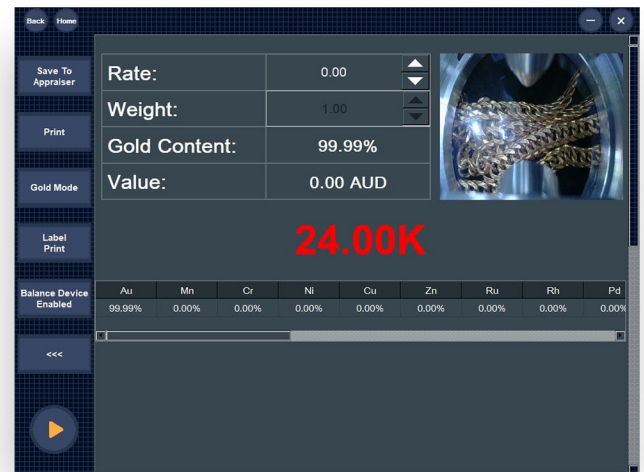 Back Home
Save To
Appraiser
Print
Gold Mode
Label
Print
Balance Device
Enabled
<<<
Rate: 0.00
Weight: 1.00
Gold Content: 99.99%
Value: 0.00 AUD
24.00K
Au Mn Cr Ni Cu Zn Ru Rh Pd
99.99% 0.00% 0.00% 0.00% 0.00% 0.00% 0.00% 0.00% 0.00%